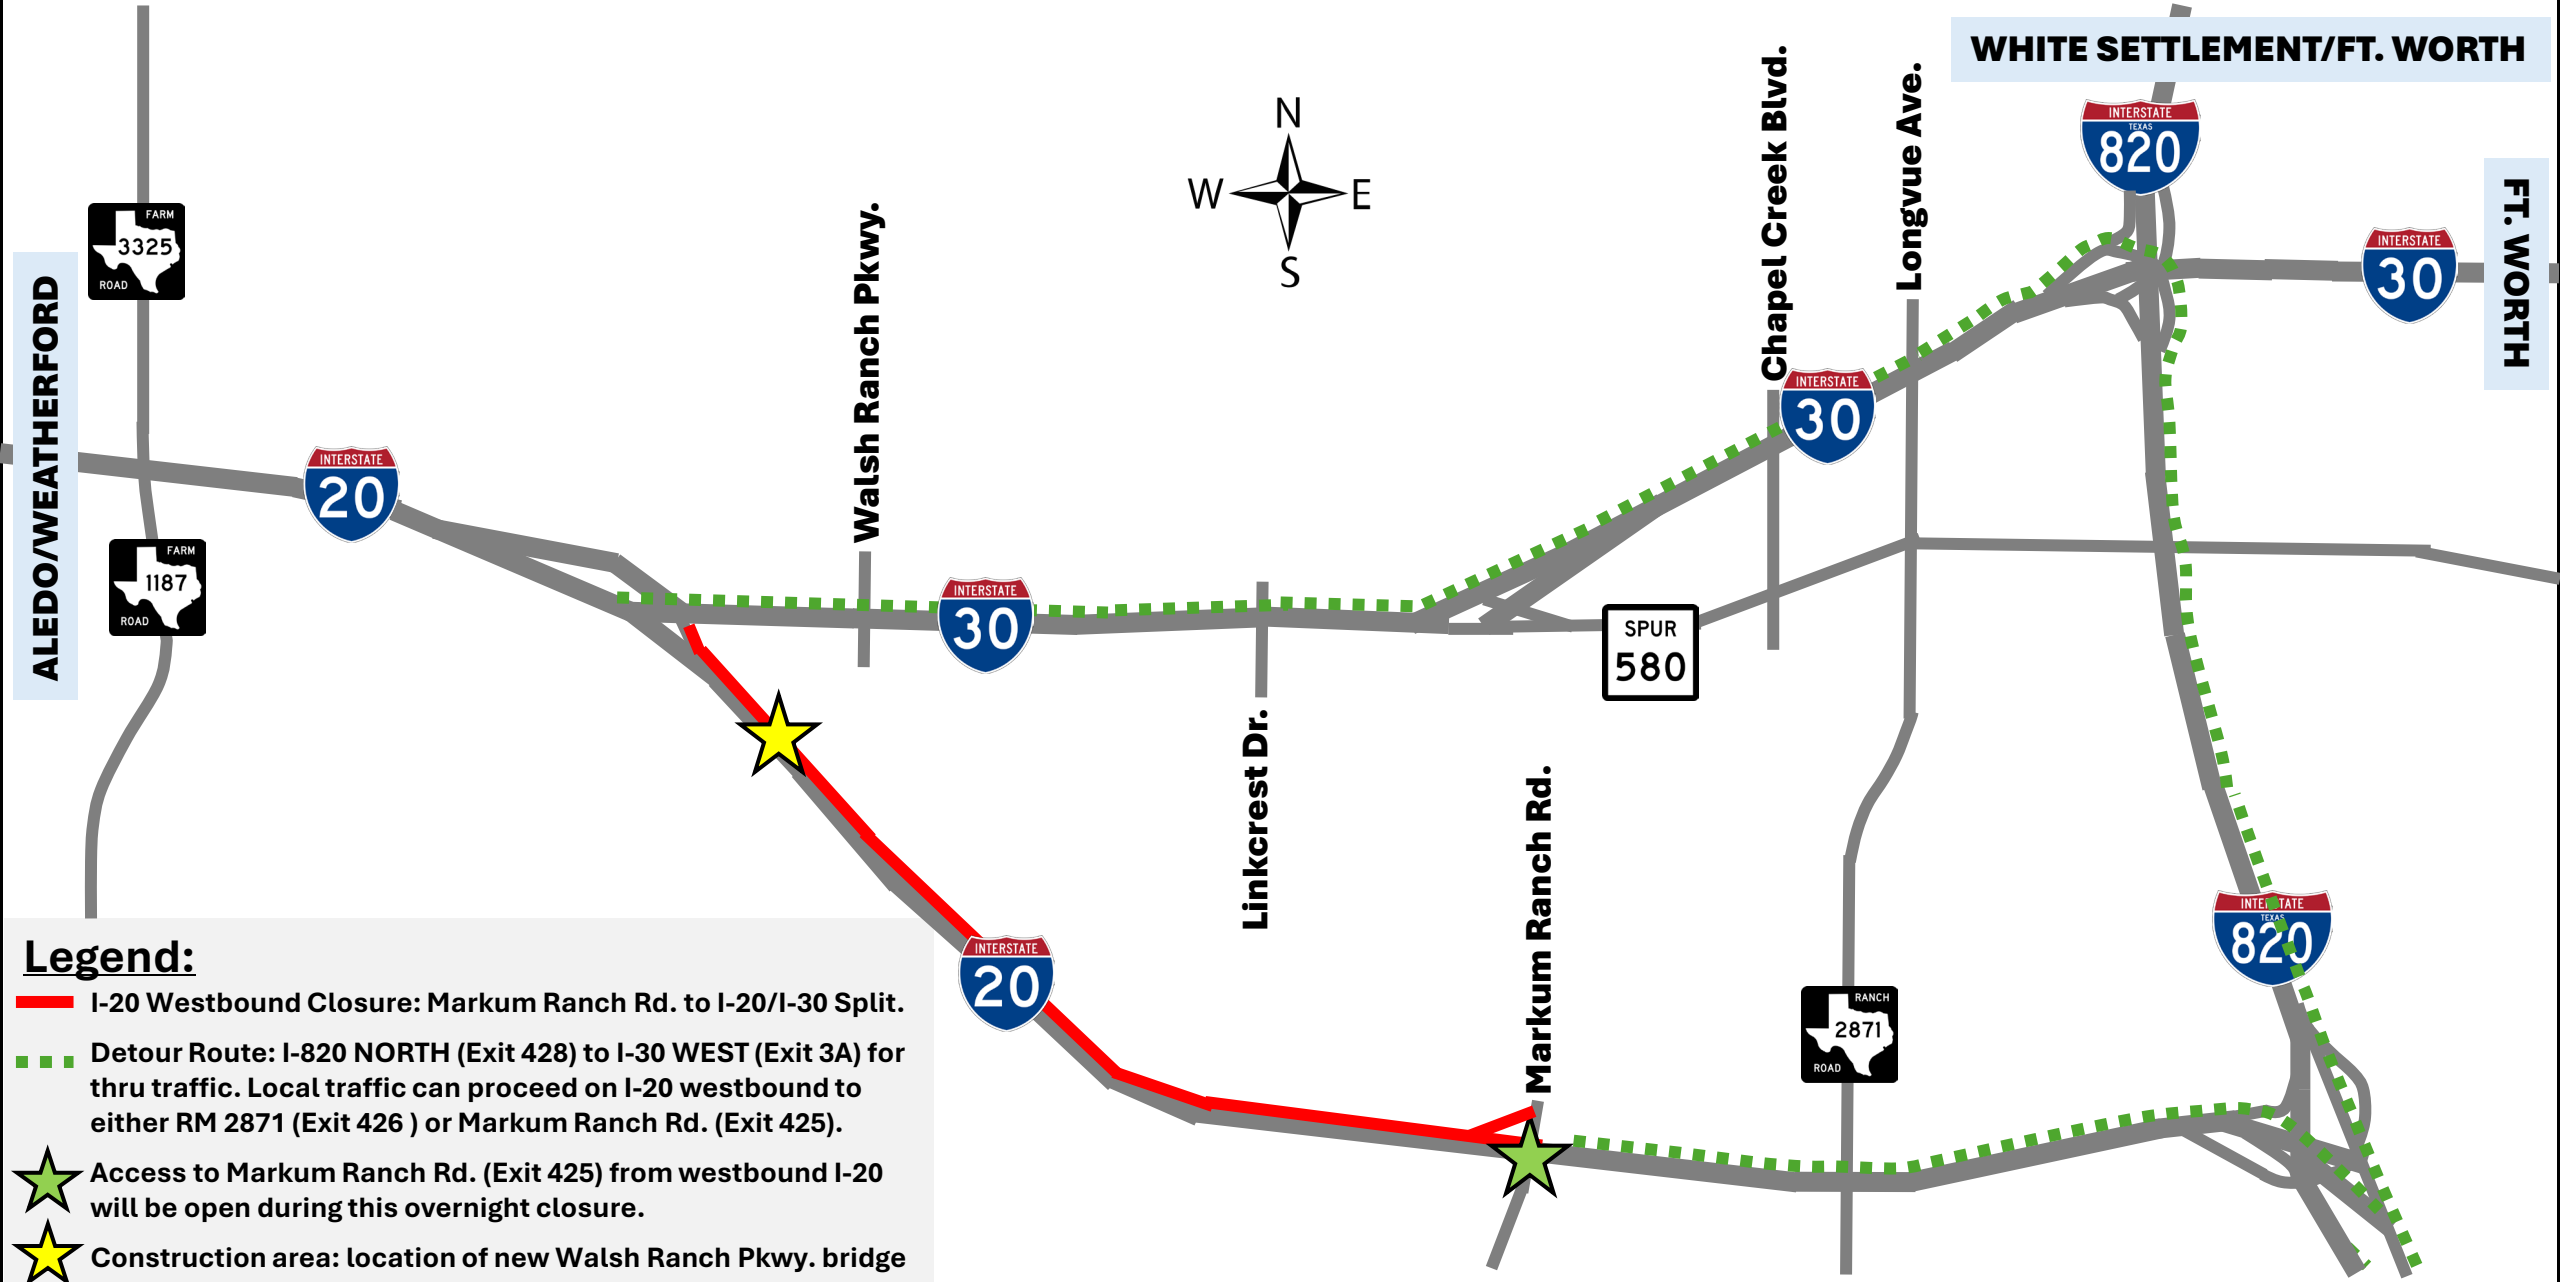 WHITE SETTLEMENT/FT. WORTH
INTERSTATE
TEXAS
820
N
W
E
S
Chapel Creek Blvd.
Longvue Ave.
FARM
3325
ROAD
Walsh Ranch Pkwy.
INTERSTATE
30
FT. WORTH
ALEDO/WEATHERFORD
INTERSTATE
20
INTERSTATE
30
FARM
1187
ROAD
INTERSTATE
30
SPUR
580
Linkcrest Dr.
Markum Ranch Rd.
INTERSTATE
TEXAS
820
INTERSTATE
20
RANCH
2871
ROAD
Legend:
I-20 Westbound Closure: Markum Ranch Rd. to I-20/I-30 Split.
Detour Route: I-820 NORTH (Exit 428) to I-30 WEST (Exit 3A) for
thru traffic. Local traffic can proceed on I-20 westbound to
either RM 2871 (Exit 426 ) or Markum Ranch Rd. (Exit 425).
Access to Markum Ranch Rd. (Exit 425) from westbound I-20
will be open during this overnight closure.
Construction area: location of new Walsh Ranch Pkwy. bridge